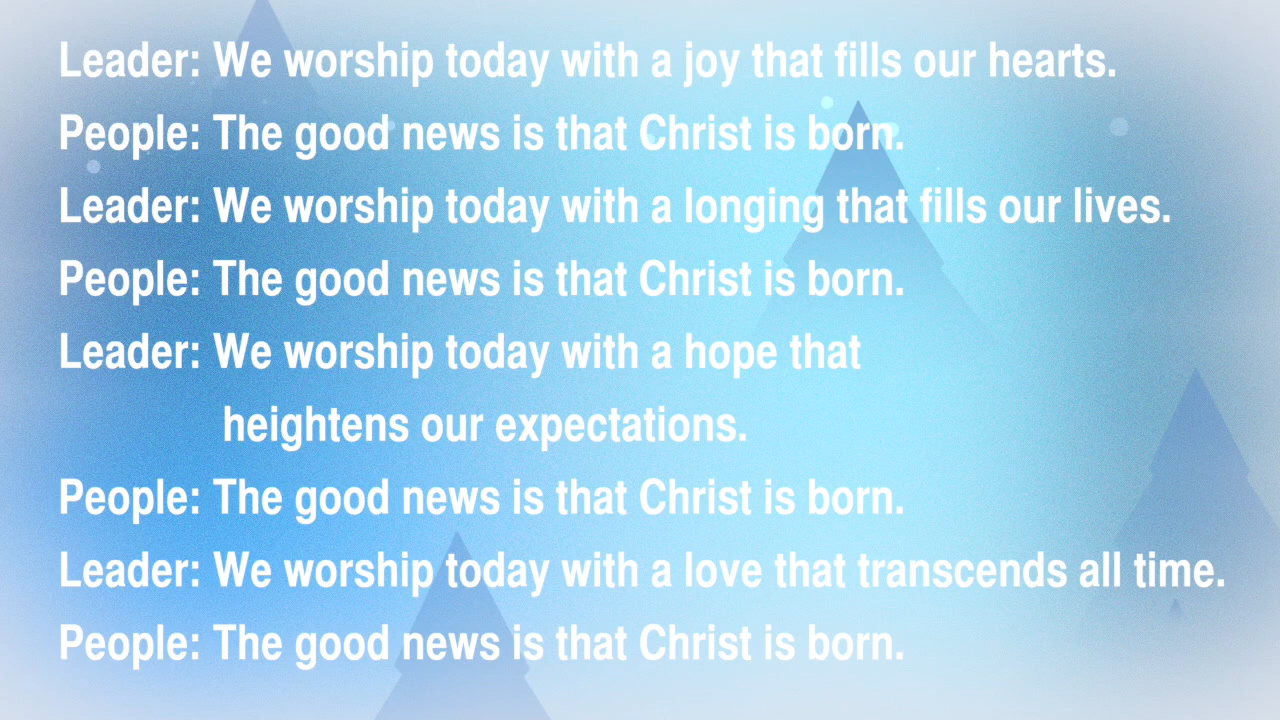 Leader: We worship today with a joy that fills our hearts.
People: The good news is that Christ is born.
Leader: We worship today with a longing that fills our lives.
People: The good news is that Christ is born.
Leader: We worship today with a hope that
heightens our expectations.
People: The good news is that Christ is born.
Leader: We worship today with a love that transcends all time.
People: The good news is that Christ is born.